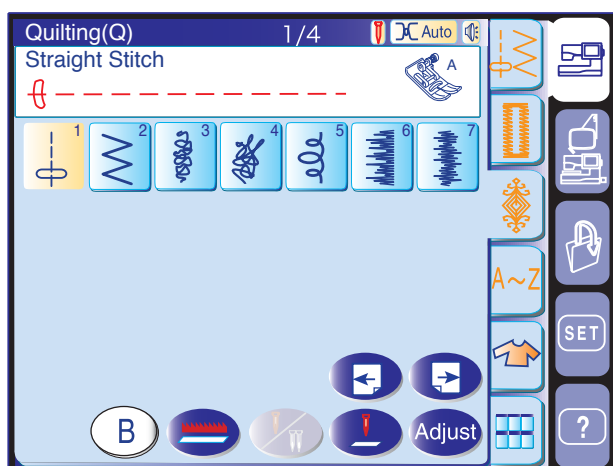 Quilting(Q) 1/4 Auto
Straight Stitch A
1 2 3 4 5 6 7
A~Z
SET
B Adjust ?